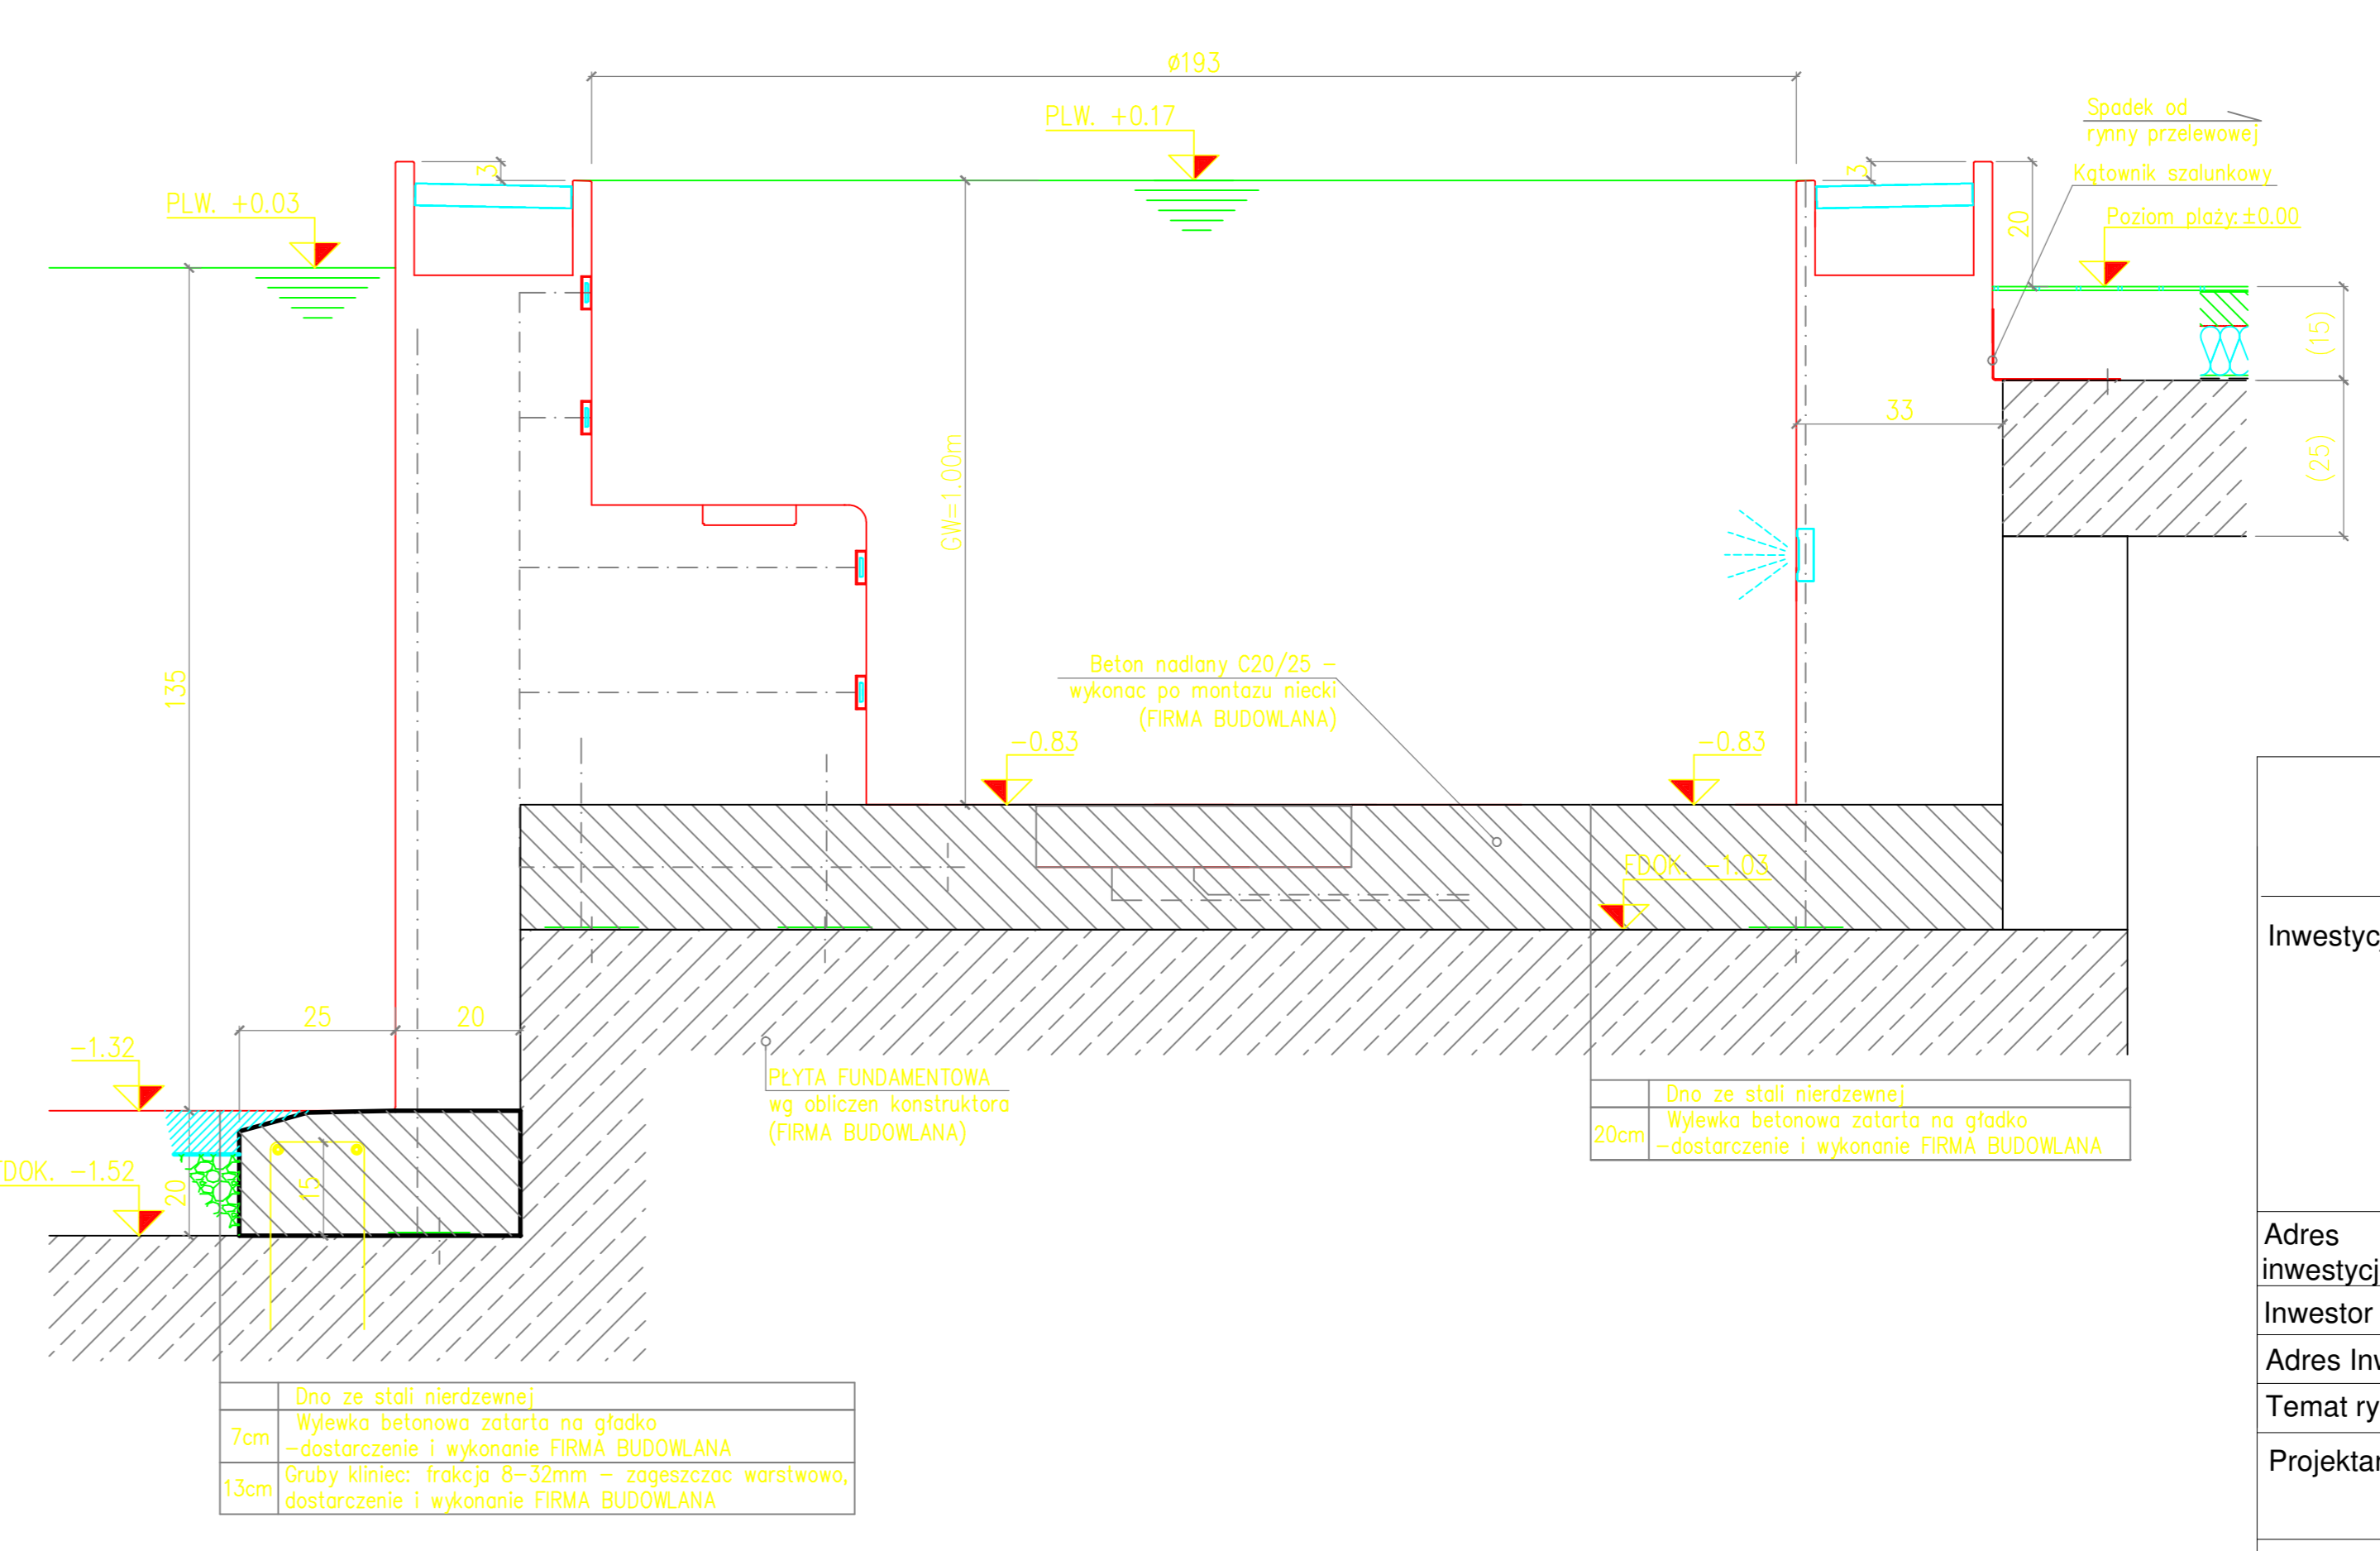 ø193
PLW. +0.17
Spadek od
rynny przelewowej
Kątownik szalunkowy
3
3
PLW. +0.03
20
Poziom plaży: ±0.00
(15)
33
(25)
GW=1.00m
135
Beton nadlany C20/25 –
wykonac po montazu niecki
(FIRMA BUDOWLANA)
-0.83
-0.83
FDOK. -1.03
25
20
-1.32
PŁYTA FUNDAMENTOWA
wg obliczen konstruktora
(FIRMA BUDOWLANA)
Dno ze stali nierdzewnej
20cm
Wylewka betonowa zatarta na gładko
-dostarczenie i wykonanie FIRMA BUDOWLANA
DOK. -1.52
20
15
Dno ze stali nierdzewnej
7cm
Wylewka betonowa zatarta na gładko
-dostarczenie i wykonanie FIRMA BUDOWLANA
13cm
Gruby kliniec: frakcja 8-32mm – zageszczac warstwowo,
dostarczenie i wykonanie FIRMA BUDOWLANA
Inwestyc
Adres
inwestycj
Inwestor
Adres Inw
Temat ry
Projektan